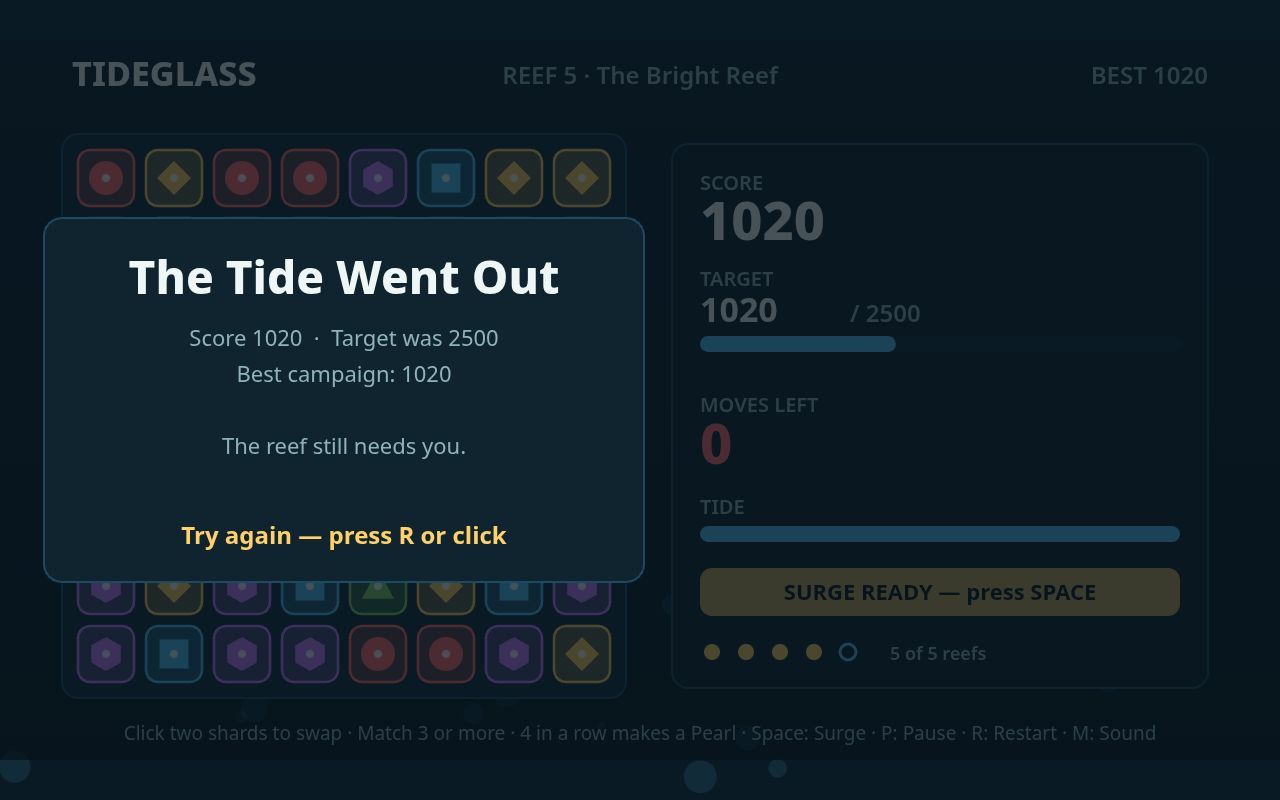 TIDEGLASS
REEF 5 · The Bright Reef
BEST 1020
The Tide Went Out
Score 1020 · Target was 2500
Best campaign: 1020
The reef still needs you.
Try again — press R or click
SCORE
1020
TARGET
1020 / 2500
MOVES LEFT
0
TIDE
SURGE READY — press SPACE
5 of 5 reefs
Click two shards to swap · Match 3 or more · 4 in a row makes a Pearl · Space: Surge · P: Pause · R: Restart · M: Sound